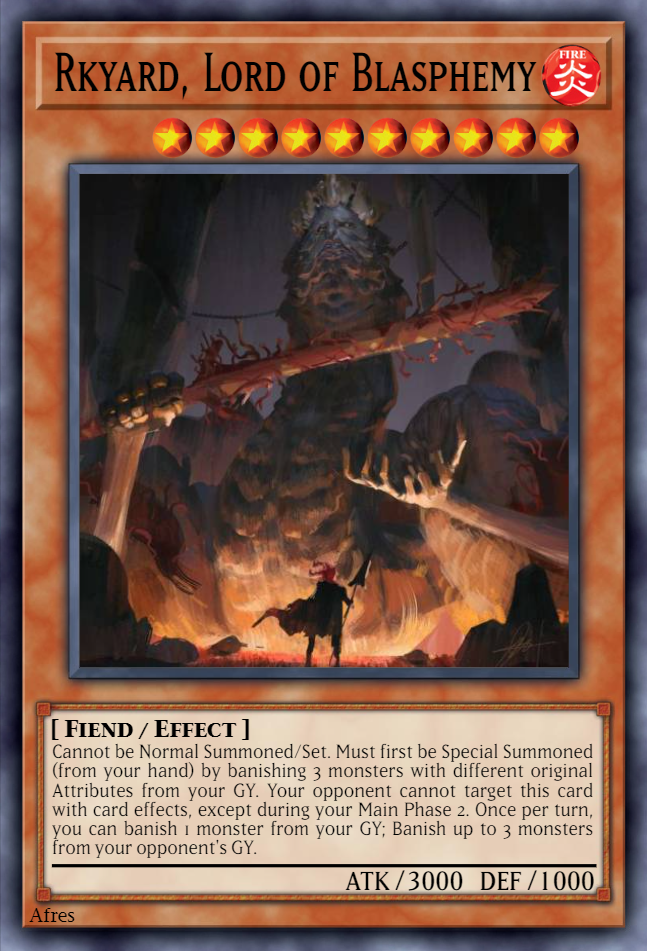 Rkyard, Lord of Blasphemy
FIRE
炎
[ Fiend / Effect ]
Cannot be Normal Summoned/Set. Must first be Special Summoned
(from your hand) by banishing 3 monsters with different original
Attributes from your GY. Your opponent cannot target this card
with card effects, except during your Main Phase 2. Once per turn,
you can banish 1 monster from your GY; Banish up to 3 monsters
from your opponent's GY.
ATK/3000 DEF/1000
Afres